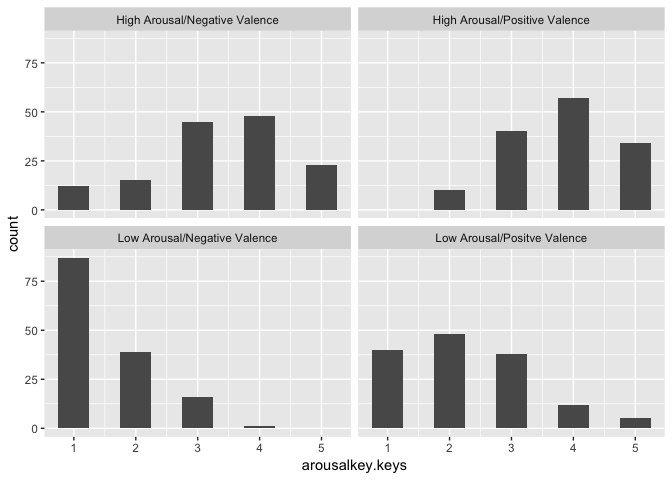 High Arousal/Negative Valence
High Arousal/Positive Valence
75
50
25
0
Low Arousal/Negative Valence
Low Arousal/Positve Valence
75
50
25
0
count
1 2 3 4 5
1 2 3 4 5
arousalkey.keys